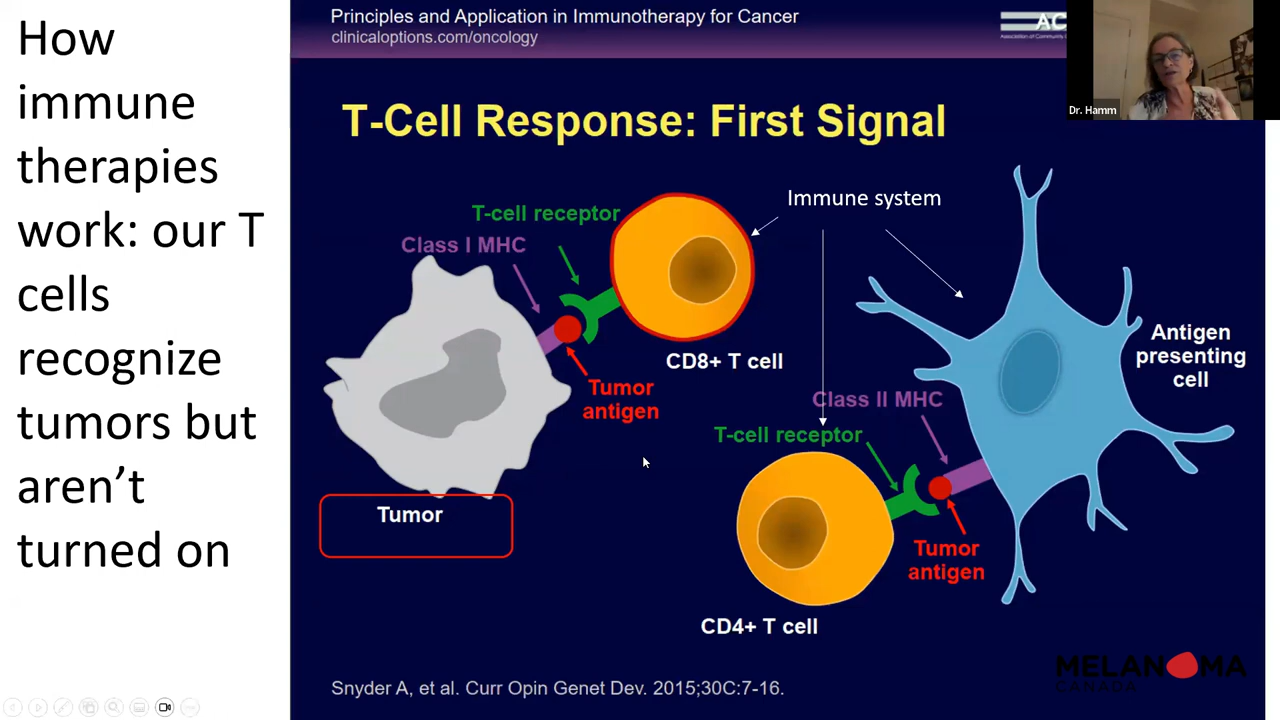 How
immune
therapies
work: our T
cells
recognize
tumors but
aren't
turned on
Principles and Application in Immunotherapy for Cancer
clinicaloptions.com/oncology
AC
Dr. Hamm
T-Cell Response: First Signal
Immune system
T-cell receptor
Class I MHC
CD8+ T cell
Tumor
antigen
Tumor
Antigen
presenting
cell
Class II MHC
T-cell receptor
Tumor
antigen
CD4+ T cell
Snyder A, et al. Curr Opin Genet Dev. 2015;30C:7-16.
MELANOMA
CANADA